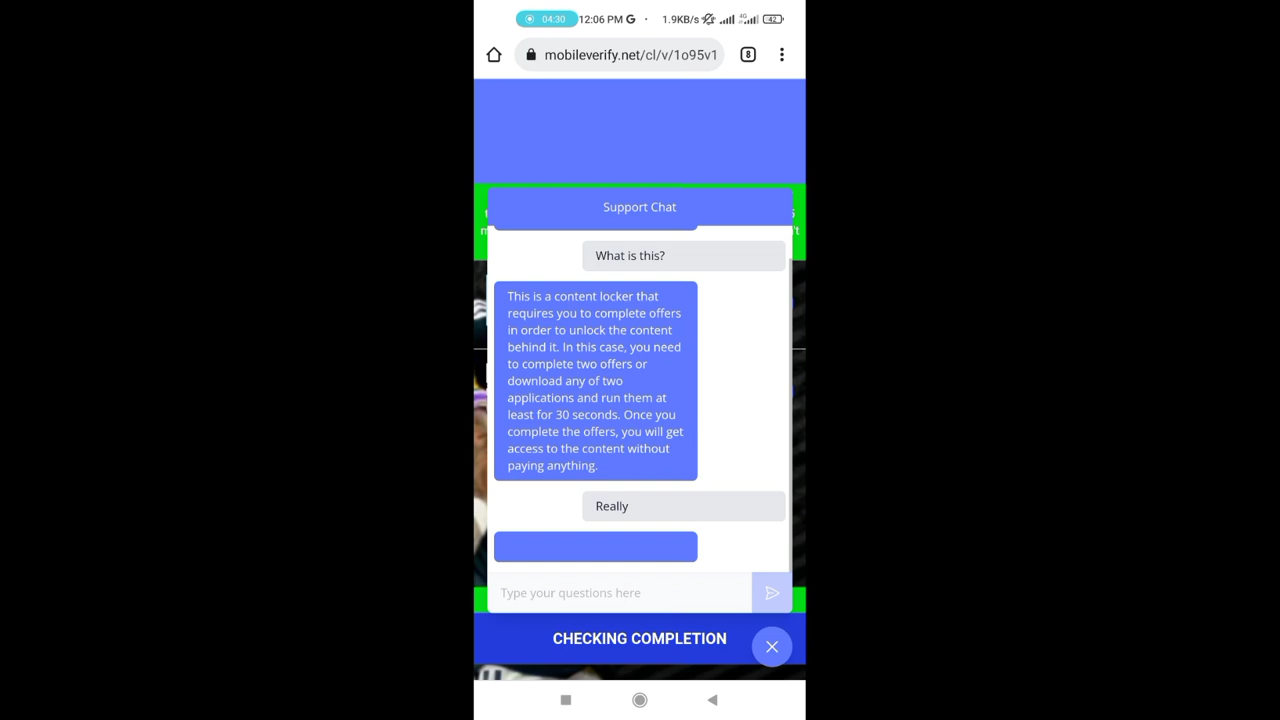 04:30 12:06 PM G · 1.9KB/s 4G 42
mobileverify.net/cl/v/1o95v1 8
Support Chat
What is this?
This is a content locker that
requires you to complete offers
in order to unlock the content
behind it. In this case, you need
to complete two offers or
download any of two
applications and run them at
least for 30 seconds. Once you
complete the offers, you will get
access to the content without
paying anything.
Really
Type your questions here
CHECKING COMPLETION